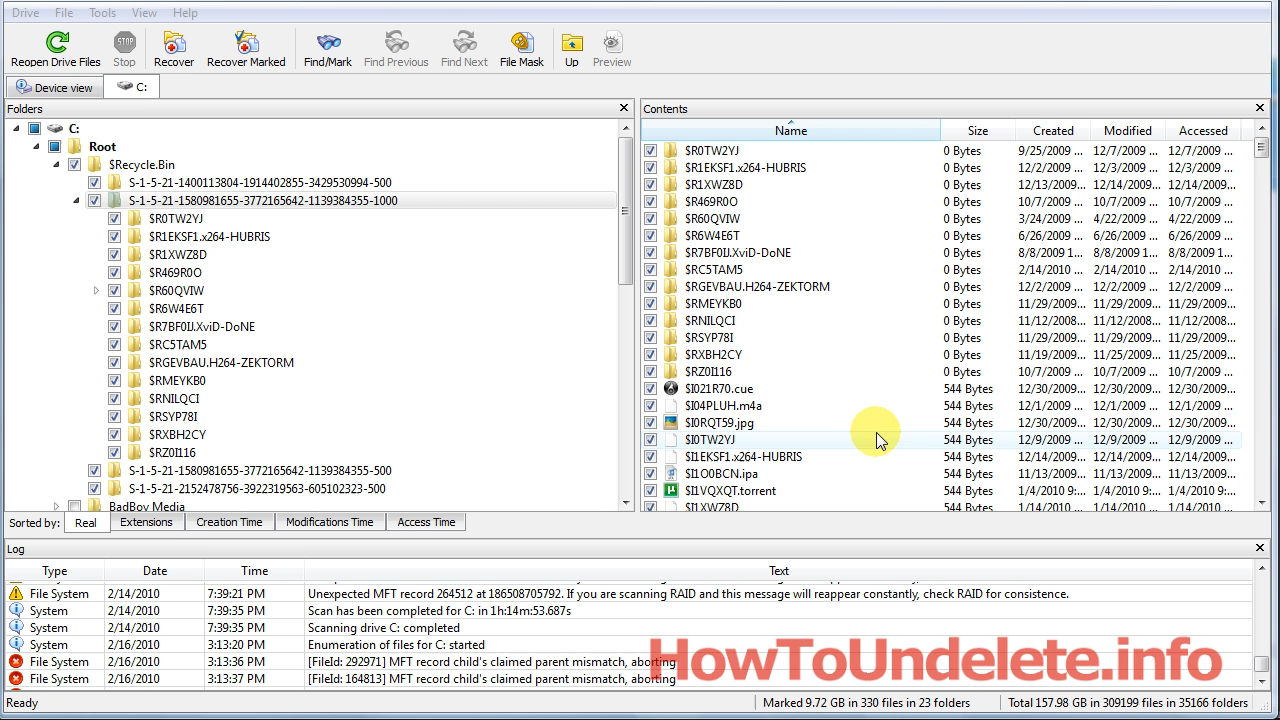 Drive File Tools View Help
Reopen Drive Files Stop Recover Recover Marked Find/Mark Find Previous Find Next File Mask Up Preview
Device view C:
Folders
C:
Root
$Recycle.Bin
S-1-5-21-1400113804-1914402855-3429530994-500
S-1-5-21-1580981655-3772165642-1139384355-1000
$R0TW2YJ
$R1EKSF1.x264-HUBRIS
$R1XWZ8D
$R469R0O
$R60QVIW
$R6W4E6T
$R7BF0IJ.XviD-DoNE
$RC5TAM5
$RGEVBAU.H264-ZEKTORM
$RMEYKB0
$RNILQCI
$RSYP78I
$RXBH2CY
$RZ0I116
S-1-5-21-1580981655-3772165642-1139384355-500
S-1-5-21-2152478756-3922319563-605102323-500
BadBoy Media
Sorted by: Real Extensions Creation Time Modifications Time Access Time
Contents
Name Size Created Modified Accessed
$R0TW2YJ 0 Bytes 9/25/2009 ... 12/7/2009 ... 12/7/2009 ...
$R1EKSF1.x264-HUBRIS 0 Bytes 12/2/2009 ... 12/3/2009 ... 12/3/2009 ...
$R1XWZ8D 0 Bytes 12/13/2009... 12/14/2009... 12/14/2009...
$R469R0O 0 Bytes 10/7/2009 ... 10/7/2009 ... 10/7/2009 ...
$R60QVIW 0 Bytes 3/24/2009 ... 4/22/2009 ... 4/22/2009 ...
$R6W4E6T 0 Bytes 6/26/2009 ... 6/26/2009 ... 6/26/2009 ...
$R7BF0IJ.XviD-DoNE 0 Bytes 8/8/2009 1... 8/8/2009 1... 8/8/2009 1...
$RC5TAM5 0 Bytes 2/14/2010 ... 2/14/2010 ... 2/14/2010 ...
$RGEVBAU.H264-ZEKTORM 0 Bytes 12/2/2009 ... 12/2/2009 ... 12/2/2009 ...
$RMEYKB0 0 Bytes 11/29/2009... 11/29/2009... 11/29/2009...
$RNILQCI 0 Bytes 11/12/2008... 11/12/2008... 11/12/2008...
$RSYP78I 0 Bytes 11/29/2009... 11/29/2009... 11/29/2009...
$RXBH2CY 0 Bytes 11/19/2009... 11/25/2009... 11/25/2009...
$RZ0I116 0 Bytes 10/7/2009 ... 10/7/2009 ... 10/7/2009 ...
$I021R70.cue 544 Bytes 12/30/2009... 12/30/2009... 12/30/2009...
$I04PLUH.m4a 544 Bytes 12/1/2009 ... 12/1/2009 ... 12/1/2009 ...
$I0RQT59.jpg 544 Bytes 12/30/2009... 12/30/2009... 12/30/2009...
$I0TW2YJ 544 Bytes 12/9/2009 ... 12/9/2009 ... 12/9/2009 ...
$I1EKSF1.x264-HUBRIS 544 Bytes 12/14/2009... 12/14/2009... 12/14/2009...
$I1O0BCN.ipa 544 Bytes 11/13/2009... 11/13/2009... 11/13/2009...
$I1VQXQT.torrent 544 Bytes 1/4/2010 9:... 1/4/2010 9:... 1/4/2010 9:...
$I1XWZ8D 544 Bytes 1/14/2010 ... 1/14/2010 ... 1/14/2010 ...
Log
Type Date Time Text
File System 2/14/2010 7:39:21 PM Unexpected MFT record 264512 at 186508705792. If you are scanning RAID and this message will reappear constantly, check RAID for consistence.
System 2/14/2010 7:39:35 PM Scan has been completed for C: in 1h:14m:53.687s
System 2/14/2010 7:39:35 PM Scanning drive C: completed
System 2/16/2010 3:13:20 PM Enumeration of files for C: started
File System 2/16/2010 3:13:36 PM [FileId: 292971] MFT record child's claimed parent mismatch, aborting
File System 2/16/2010 3:13:36 PM [FileId: 164813] MFT record child's claimed parent mismatch, aborting
HowToUndelete.info
Ready Marked 9.72 GB in 330 files in 23 folders Total 157.98 GB in 309199 files in 35166 folders